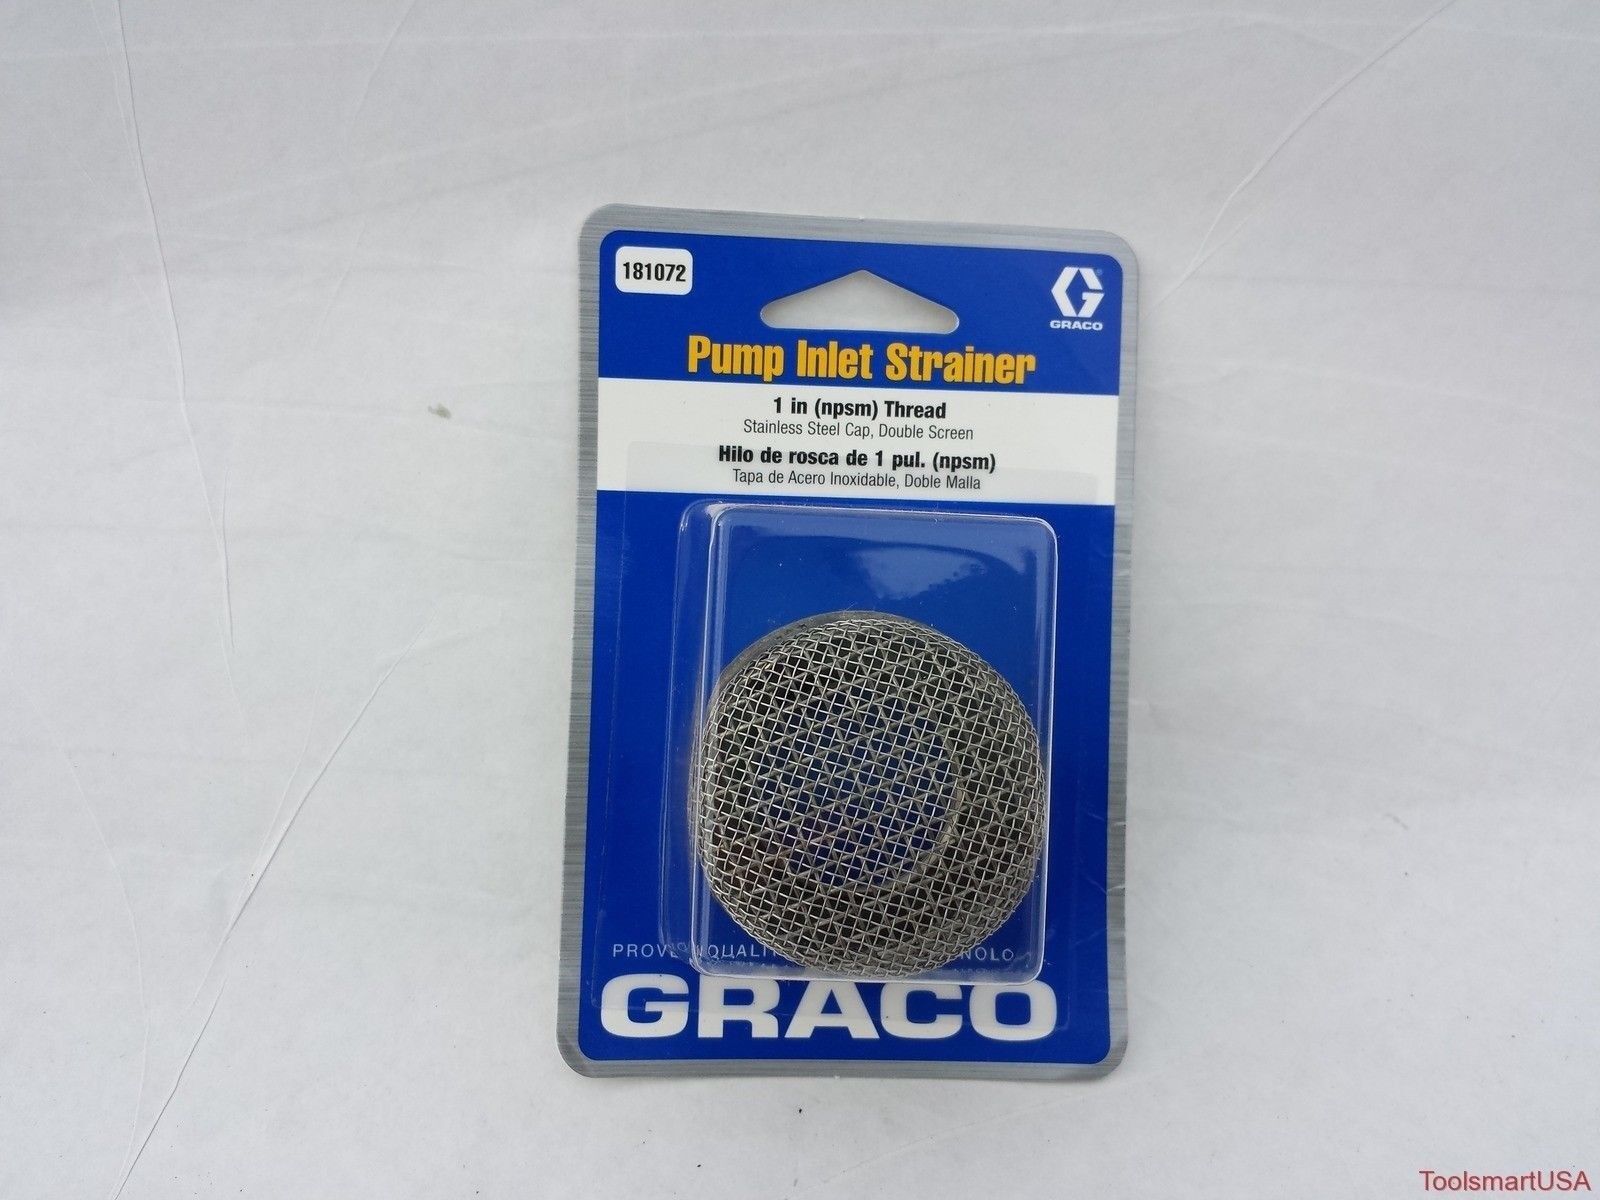 181072
GRACO
Pump Inlet Strainer
1 in (npsm) Thread
Stainless Steel Cap, Double Screen
Hilo de rosca de 1 pul. (npsm)
Tapa de Acero Inoxidable, Doble Malla
GRACO
ToolsmartUSA